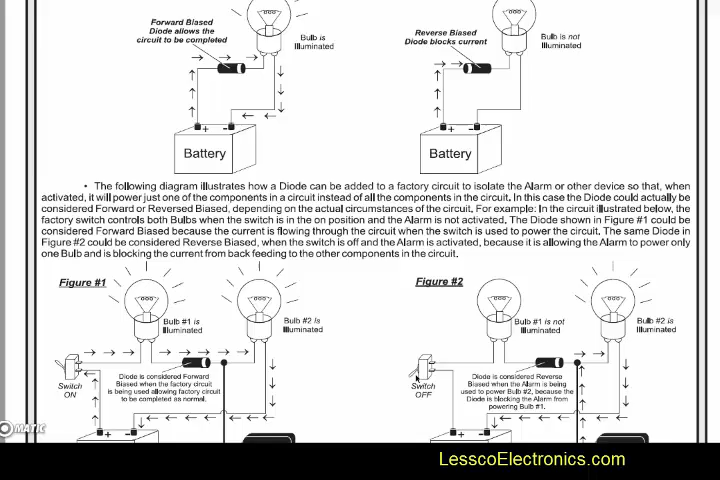 Forward Biased
Diode allows the
circuit to be completed
Bulb is
Illuminated
+ -
Battery
Reverse Biased
Diode blocks current
Bulb is not
Illuminated
+ -
Battery
• The following diagram illustrates how a Diode can be added to a factory circuit to isolate the Alarm or other device so that, when
activated, it will power just one of the components in a circuit instead of all the components in the circuit. In this case the Diode could actually be
considered Forward or Reversed Biased, depending on the actual circumstances of the circuit. For example: In the circuit illustrated below, the
factory switch controls both Bulbs when the switch is in the on position and the Alarm is not activated. The Diode shown in Figure #1 could be
considered Forward Biased because the current is flowing through the circuit when the switch is used to power the circuit. The same Diode in
Figure #2 could be considered Reverse Biased, when the switch is off and the Alarm is activated, because it is allowing the Alarm to power only
one Bulb and is blocking the current from back feeding to the other components in the circuit.
Figure #1
Bulb #1 is
Illuminated
Bulb #2 is
Illuminated
Switch
ON
Diode is considered Forward
Biased when the factory circuit
is being used allowing factory circuit
to be completed as normal.
+ -
Figure #2
Bulb #1 is not
Illuminated
Bulb #2 is
Illuminated
Switch
OFF
Diode is considered Reverse
Biased when the Alarm is being
used to power Bulb #2, because the
Diode is blocking the Alarm from
powering Bulb #1.
+ -
MATIC
LesscoElectronics.com